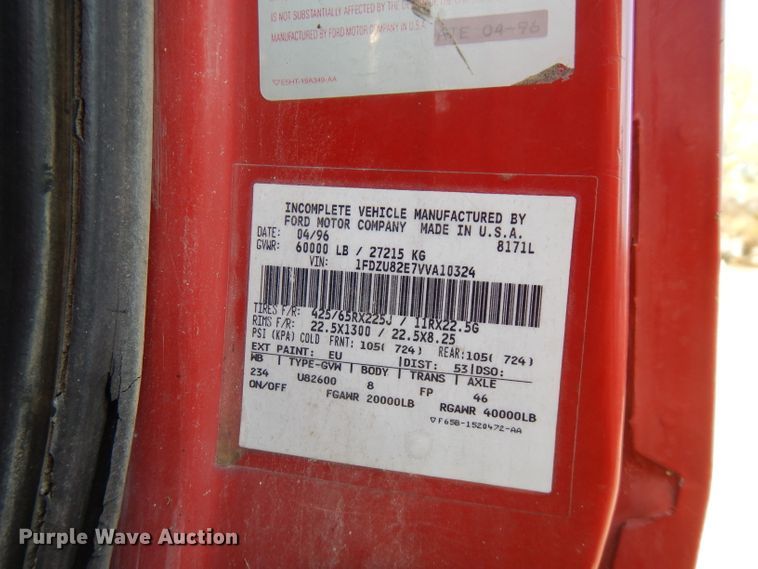 IS NOT SUBSTANTIALLY AFFECTED BY THE
MANUFACTURED BY FORD MOTOR COMPANY IN U.S.A.
DATE 04-96
▽E5HT-19A349-AA
INCOMPLETE VEHICLE MANUFACTURED BY
FORD MOTOR COMPANY MADE IN U.S.A.
DATE: 04/96 8171L
GVWR: 60000 LB / 27215 KG
VIN: 1FDZU82E7VVA10324
TIRES F/R: 425/65RX225J / 11RX22.5G
RIMS F/R: 22.5X1300 / 22.5X8.25
PSI (KPA) COLD FRNT: 105( 724) REAR:105( 724)
EXT PAINT: EU |DIST: 53|DSO:
WB | TYPE-GVW | BODY | TRANS | AXLE
234 U82600 8 FP 46
ON/OFF FGAWR 20000LB RGAWR 40000LB
▽F65B-1520472-AA
Purple Wave Auction